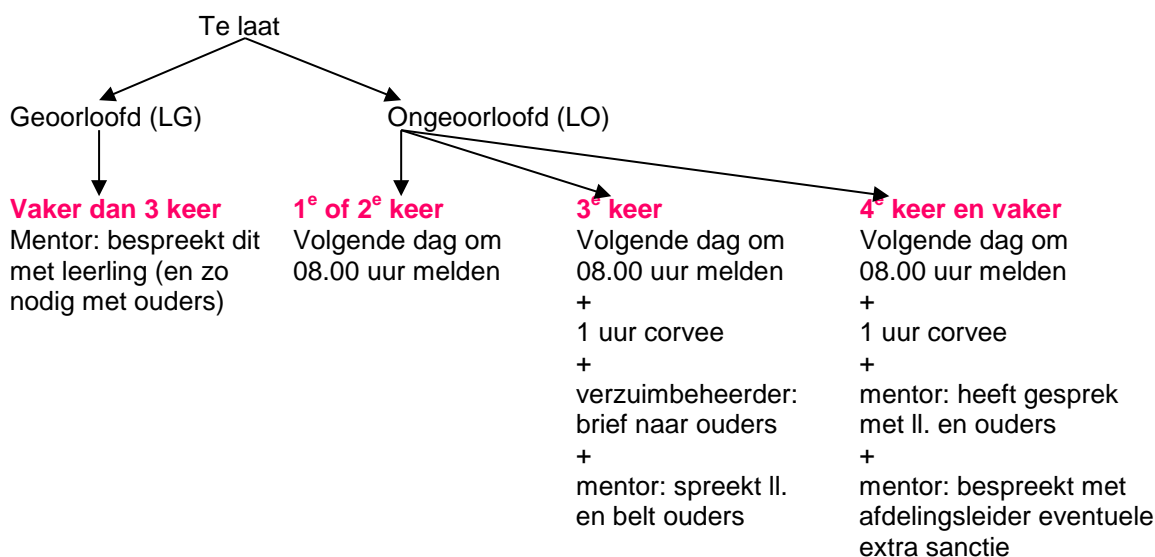 Te laat
Geoorloofd (LG)
Ongeoorloofd (LO)
Vaker dan 3 keer
Mentor: bespreekt dit
met leerling (en zo
nodig met ouders)
1e of 2e keer
Volgende dag om
08.00 uur melden
3e keer
Volgende dag om
08.00 uur melden
+
1 uur corvee
+
verzuimbeheerder:
brief naar ouders
+
mentor: spreekt ll.
en belt ouders
4e keer en vaker
Volgende dag om
08.00 uur melden
+
1 uur corvee
+
mentor: heeft gesprek
met ll. en ouders
+
mentor: bespreekt met
afdelingsleider eventuele
extra sanctie